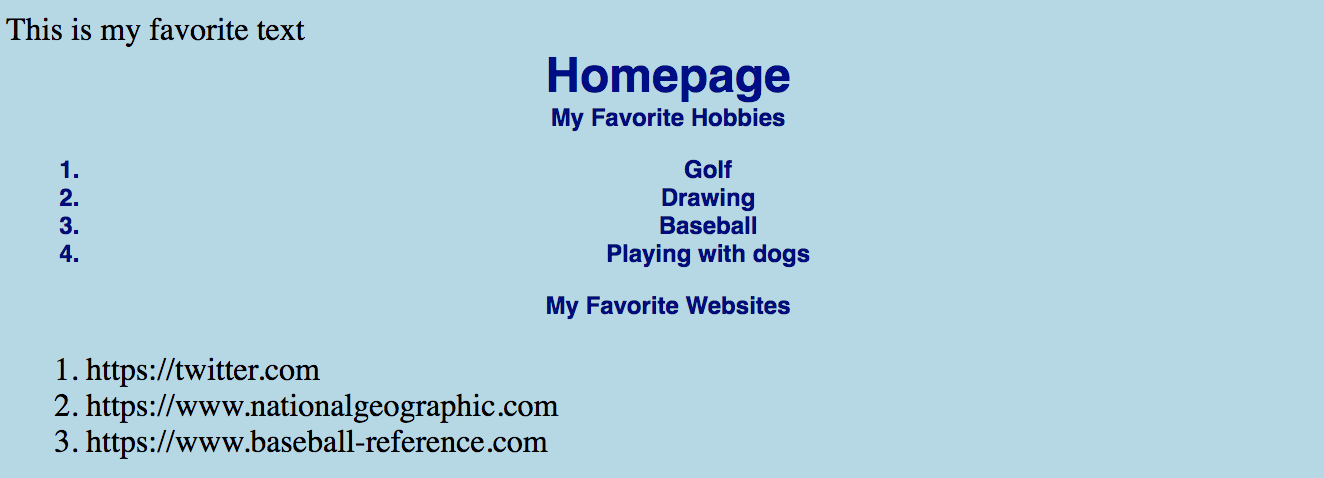 This is my favorite text
Homepage
My Favorite Hobbies
1. Golf
2. Drawing
3. Baseball
4. Playing with dogs
My Favorite Websites
1. https://twitter.com
2. https://www.nationalgeographic.com
3. https://www.baseball-reference.com